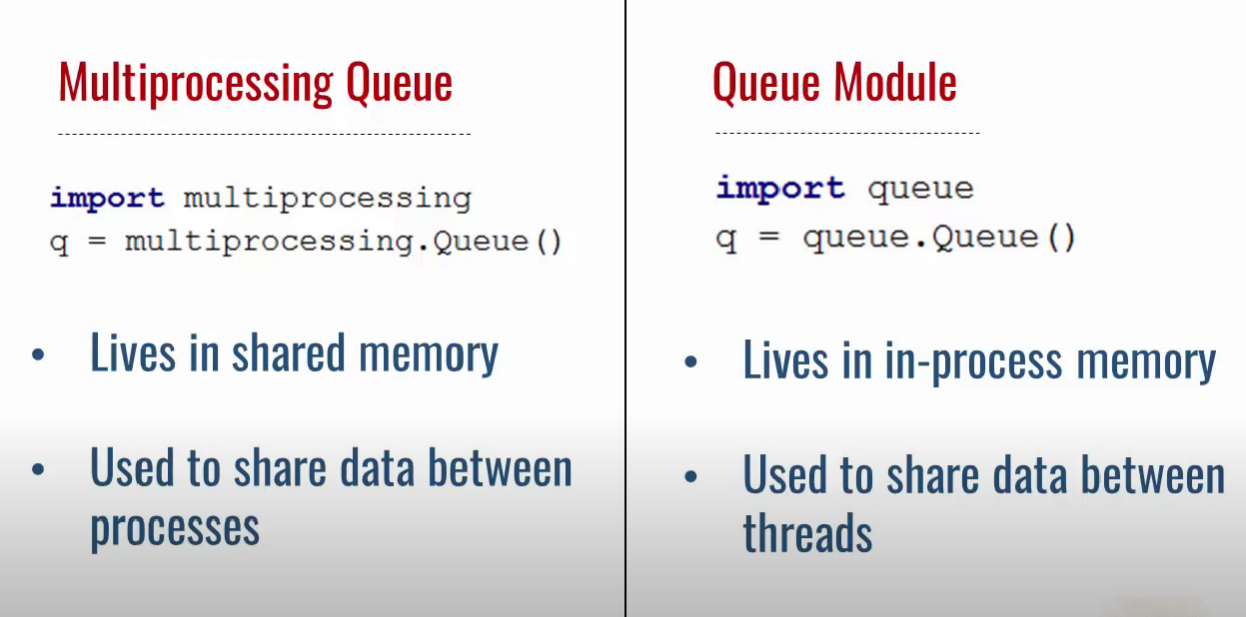 Multiprocessing Queue
import multiprocessing
q = multiprocessing.Queue()
• Lives in shared memory
• Used to share data between
processes
Queue Module
import queue
q = queue.Queue()
• Lives in in-process memory
• Used to share data between
threads